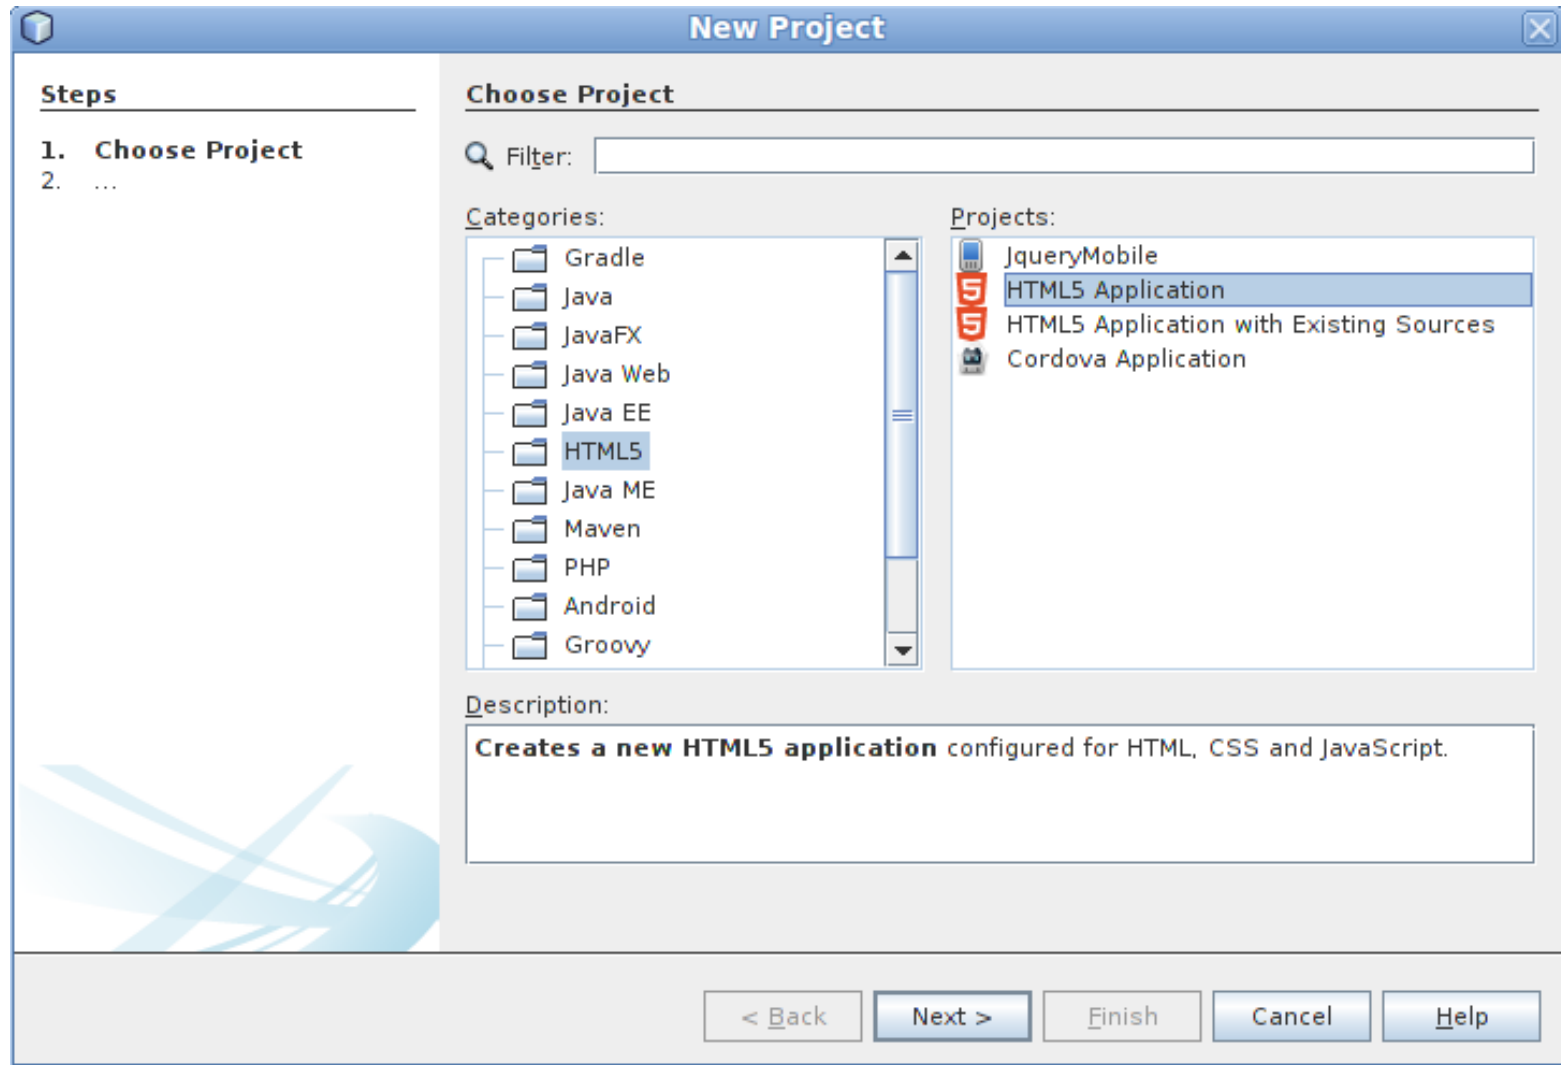 New Project
Steps
1. Choose Project
2. ...
Choose Project
Filter:
Categories:
Gradle
Java
JavaFX
Java Web
Java EE
HTML5
Java ME
Maven
PHP
Android
Groovy
Projects:
JqueryMobile
HTML5 Application
HTML5 Application with Existing Sources
Cordova Application
Description:
Creates a new HTML5 application configured for HTML, CSS and JavaScript.
< Back
Next >
Finish
Cancel
Help